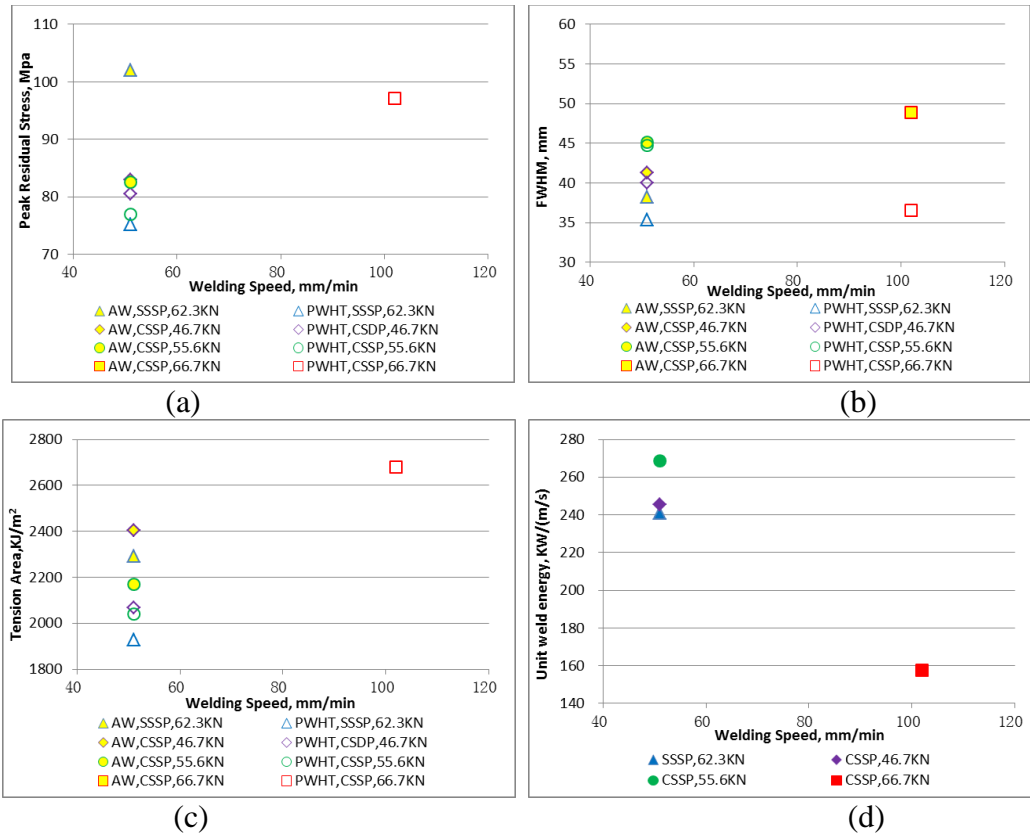 110
100
90
80
70
40 60 80 100 120
Peak Residual Stress, Mpa
Welding Speed, mm/min
AW,SSSP,62.3KN PWHT,SSSP,62.3KN
AW,CSSP,46.7KN PWHT,CSDP,46.7KN
AW,CSSP,55.6KN PWHT,CSSP,55.6KN
AW,CSSP,66.7KN PWHT,CSSP,66.7KN
(a)
60
55
50
45
40
35
30
40 60 80 100 120
FWHM, mm
Welding Speed, mm/min
AW,SSSP,62.3KN PWHT,SSSP,62.3KN
AW,CSSP,46.7KN PWHT,CSDP,46.7KN
AW,CSSP,55.6KN PWHT,CSSP,55.6KN
AW,CSSP,66.7KN PWHT,CSSP,66.7KN
(b)
2800
2600
2400
2200
2000
1800
40 60 80 100 120
Tension Area,KJ/m²
Welding Speed, mm/min
AW,SSSP,62.3KN PWHT,SSSP,62.3KN
AW,CSSP,46.7KN PWHT,CSDP,46.7KN
AW,CSSP,55.6KN PWHT,CSSP,55.6KN
AW,CSSP,66.7KN PWHT,CSSP,66.7KN
(c)
280
260
240
220
200
180
160
140
40 60 80 100 120
Unit weld energy, KW/(m/s)
Welding Speed, mm/min
SSSP,62.3KN CSSP,46.7KN
CSSP,55.6KN CSSP,66.7KN
(d)